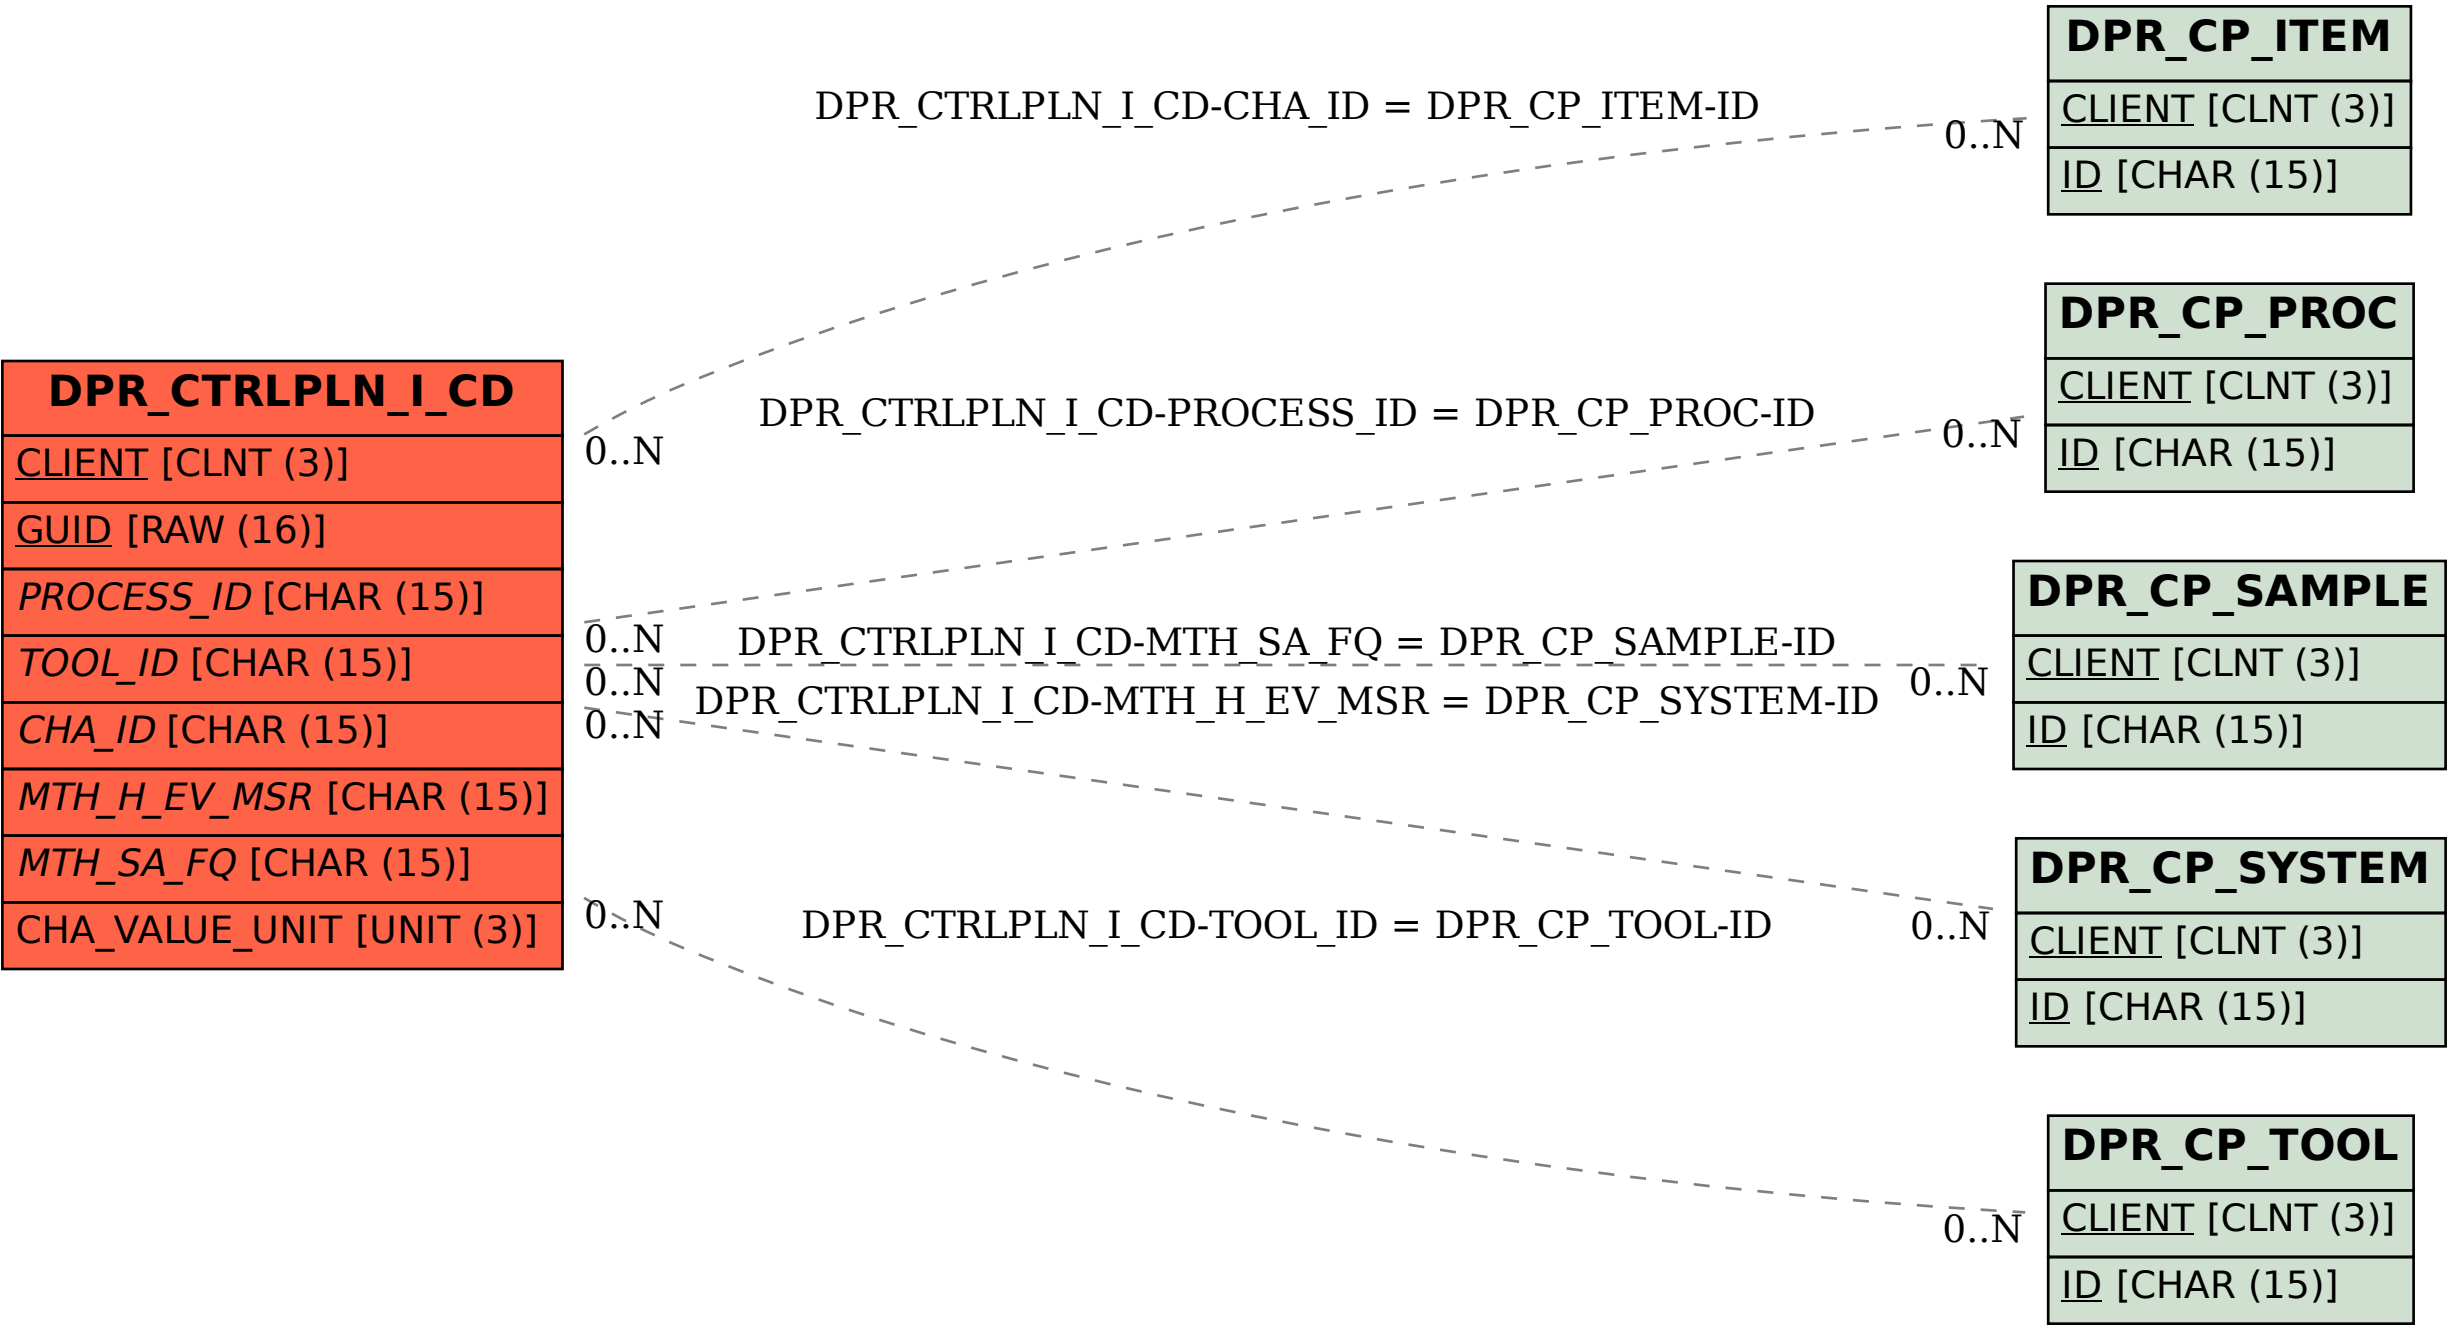 DPR_CP_ITEM
CLIENT [CLNT (3)]
ID [CHAR (15)]
DPR_CTRLPLN_I_CD-CHA_ID = DPR_CP_ITEM-ID
0..N
0..N
DPR_CP_PROC
CLIENT [CLNT (3)]
ID [CHAR (15)]
DPR_CTRLPLN_I_CD-PROCESS_ID = DPR_CP_PROC-ID
0..N
0..N
DPR_CTRLPLN_I_CD
CLIENT [CLNT (3)]
GUID [RAW (16)]
PROCESS_ID [CHAR (15)]
TOOL_ID [CHAR (15)]
CHA_ID [CHAR (15)]
MTH_H_EV_MSR [CHAR (15)]
MTH_SA_FQ [CHAR (15)]
CHA_VALUE_UNIT [UNIT (3)]
DPR_CTRLPLN_I_CD-MTH_SA_FQ = DPR_CP_SAMPLE-ID
0..N
0..N
DPR_CP_SAMPLE
CLIENT [CLNT (3)]
ID [CHAR (15)]
DPR_CTRLPLN_I_CD-MTH_H_EV_MSR = DPR_CP_SYSTEM-ID
0..N
0..N
DPR_CP_SYSTEM
CLIENT [CLNT (3)]
ID [CHAR (15)]
DPR_CTRLPLN_I_CD-TOOL_ID = DPR_CP_TOOL-ID
0..N
0..N
DPR_CP_TOOL
CLIENT [CLNT (3)]
ID [CHAR (15)]